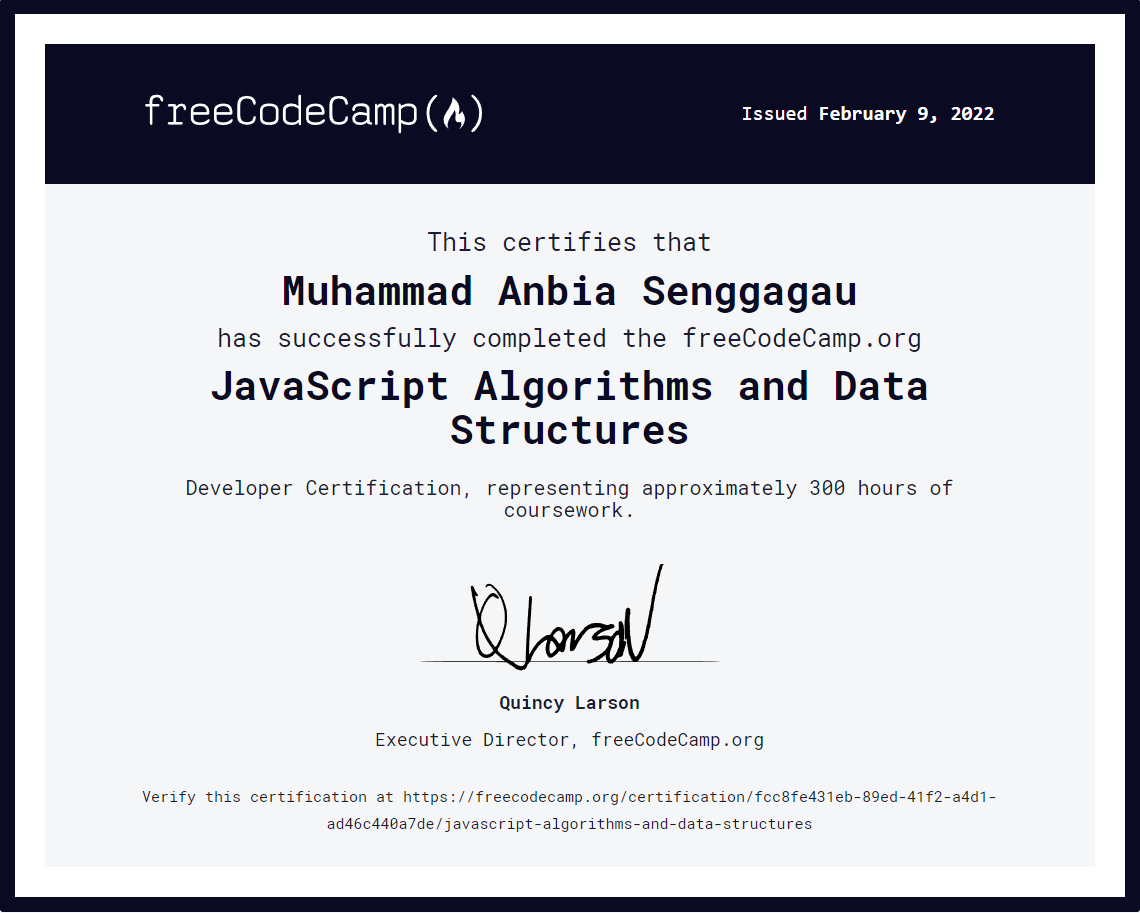 freeCodeCamp(🔥)
Issued February 9, 2022
This certifies that
Muhammad Anbia Senggagau
has successfully completed the freeCodeCamp.org
JavaScript Algorithms and Data
Structures
Developer Certification, representing approximately 300 hours of
coursework.
Q Larson
Quincy Larson
Executive Director, freeCodeCamp.org
Verify this certification at https://freecodecamp.org/certification/fcc8fe431eb-89ed-41f2-a4d1-
ad46c440a7de/javascript-algorithms-and-data-structures